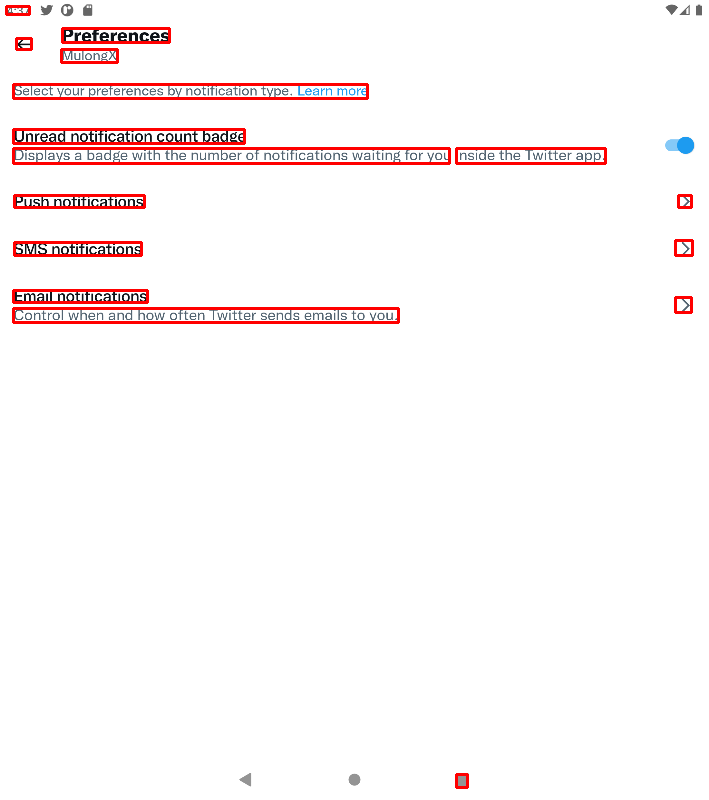 Preferences
MulongX
Select your preferences by notification type. Learn more
Unread notification count badge
Displays a badge with the number of notifications waiting for you inside the Twitter app.
Push notifications
SMS notifications
Email notifications
Control when and how often Twitter sends emails to you.